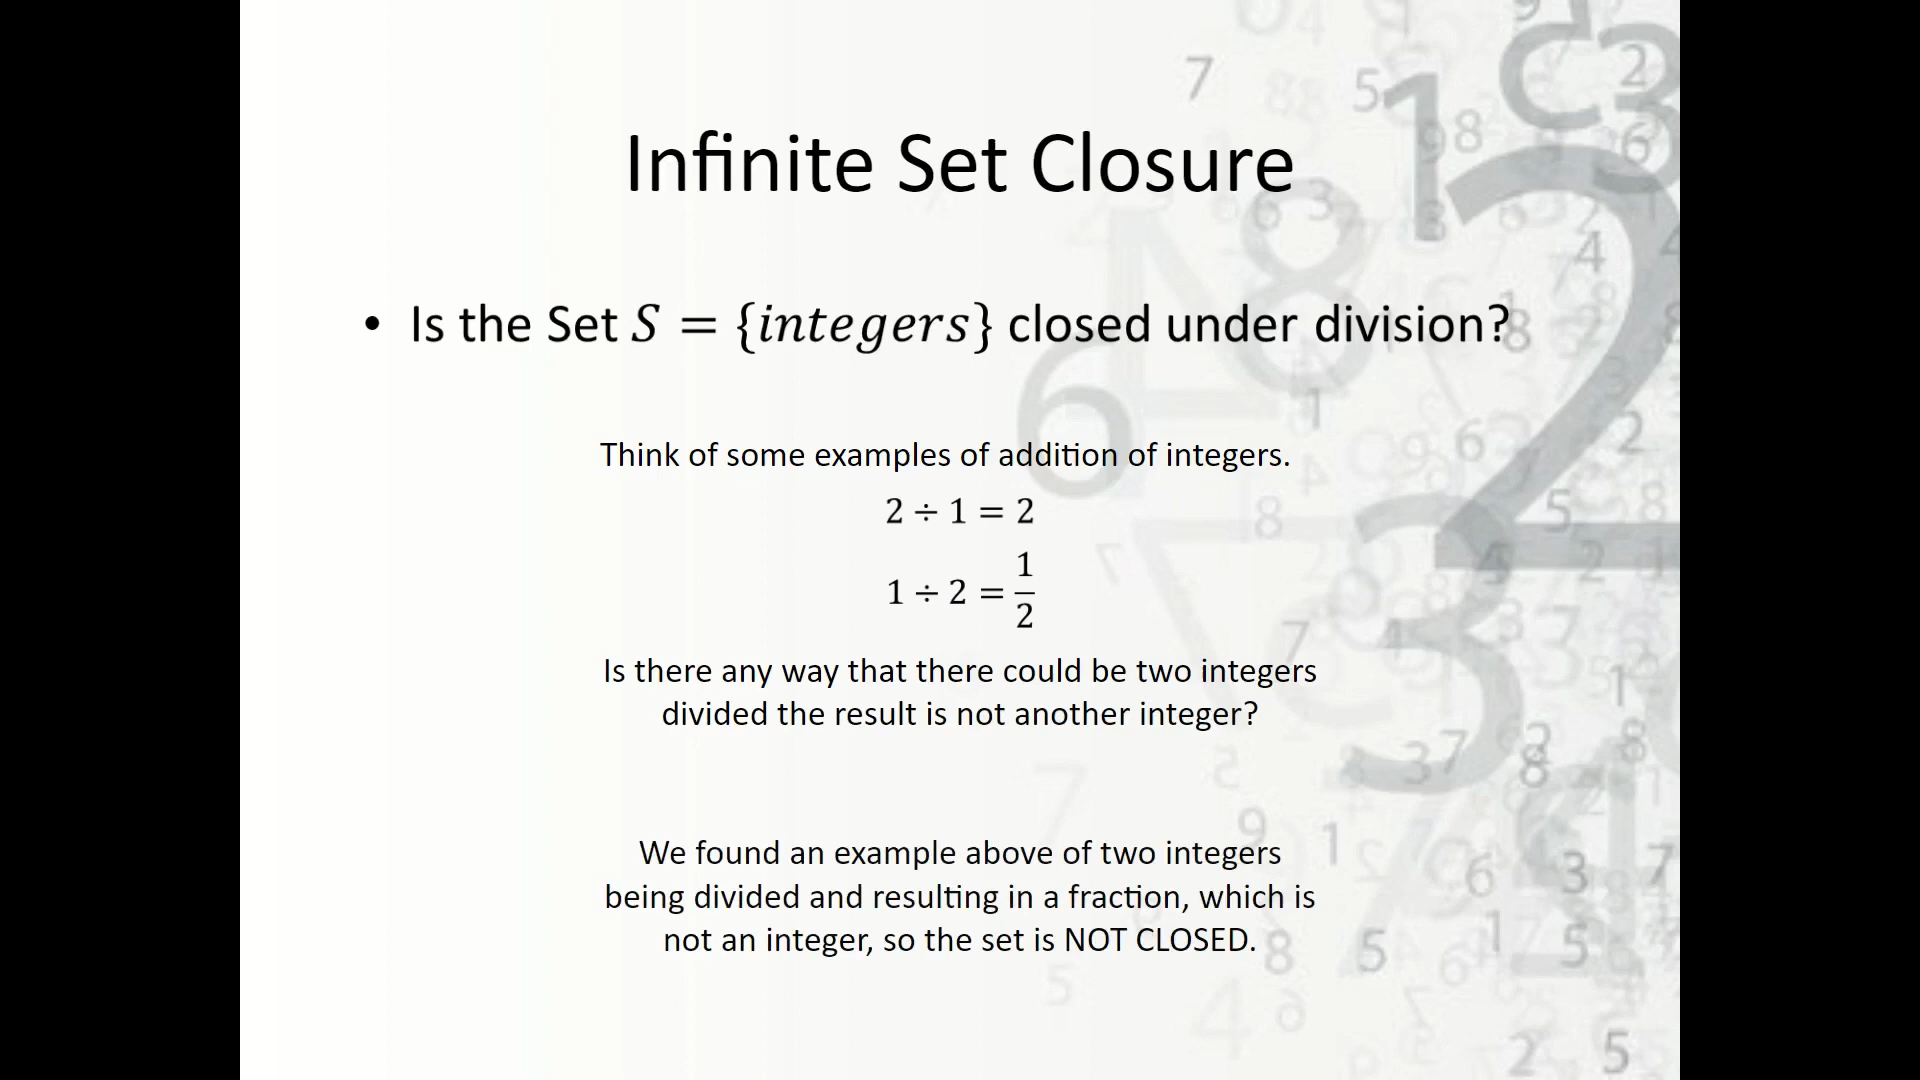 Infinite Set Closure
• Is the Set 𝑆 = {𝑖𝑛𝑡𝑒𝑔𝑒𝑟𝑠} closed under division?
Think of some examples of addition of integers.
2 ÷ 1 = 2
1 ÷ 2 = 1/2
Is there any way that there could be two integers
divided the result is not another integer?
We found an example above of two integers
being divided and resulting in a fraction, which is
not an integer, so the set is NOT CLOSED.